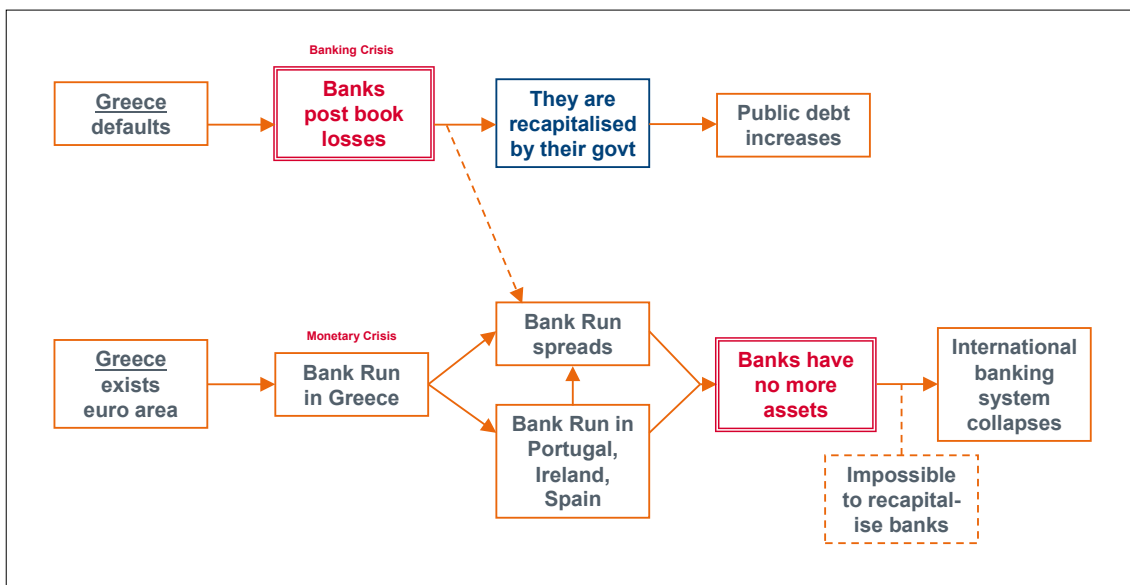 Banking Crisis
Greece
defaults
Banks
post book
losses
They are
recapitalised
by their govt
Public debt
increases
Monetary Crisis
Greece
exists
euro area
Bank Run
in Greece
Bank Run
spreads
Bank Run in
Portugal,
Ireland,
Spain
Banks have
no more
assets
International
banking
system
collapses
Impossible
to recapital-
ise banks